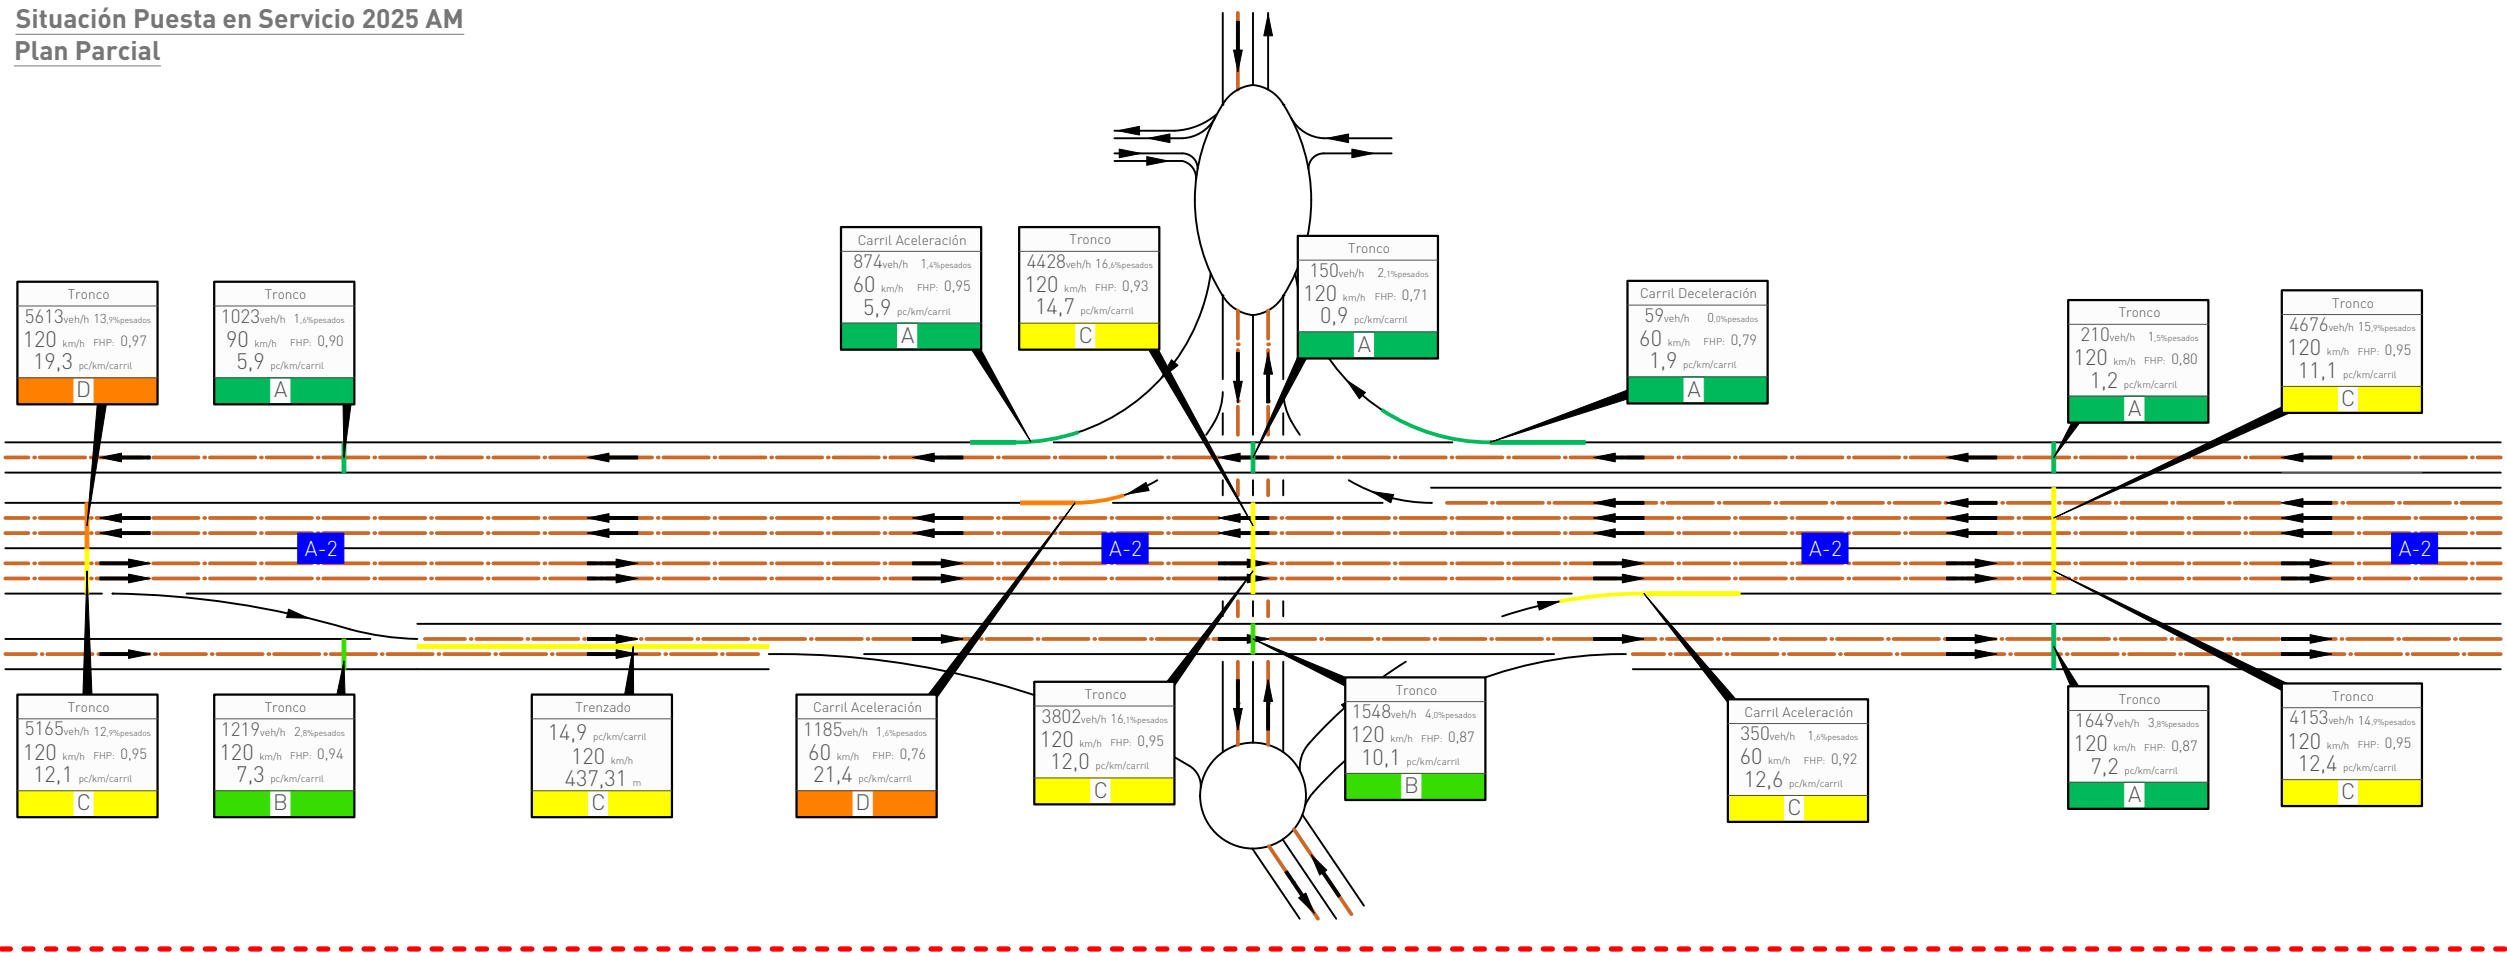 Situación Puesta en Servicio 2025 AM
Plan Parcial
Carril Aceleración
874veh/h 1,4%pesados
60 km/h FHP: 0,95
5,9 pc/km/carril
A
Tronco
4428veh/h 16,6%pesados
120 km/h FHP: 0,93
14,7 pc/km/carril
C
Tronco
150veh/h 2,1%pesados
120 km/h FHP: 0,71
0,9 pc/km/carril
A
Tronco
5613veh/h 13,9%pesados
120 km/h FHP: 0,97
19,3 pc/km/carril
D
Tronco
1023veh/h 1,6%pesados
90 km/h FHP: 0,90
5,9 pc/km/carril
A
Carril Deceleración
59veh/h 0,0%pesados
60 km/h FHP: 0,79
1,9 pc/km/carril
A
Tronco
210veh/h 1,5%pesados
120 km/h FHP: 0,80
1,2 pc/km/carril
A
Tronco
4676veh/h 15,9%pesados
120 km/h FHP: 0,95
11,1 pc/km/carril
C
A-2
A-2
A-2
A-2
Tronco
5165veh/h 12,9%pesados
120 km/h FHP: 0,95
12,1 pc/km/carril
C
Tronco
1219veh/h 2,8%pesados
120 km/h FHP: 0,94
7,3 pc/km/carril
B
Trenzado
14,9 pc/km/carril
120 km/h
437,31 m
C
Carril Aceleración
1185veh/h 1,6%pesados
60 km/h FHP: 0,76
21,4 pc/km/carril
D
Tronco
3802veh/h 16,1%pesados
120 km/h FHP: 0,95
12,0 pc/km/carril
C
Tronco
1548veh/h 4,0%pesados
120 km/h FHP: 0,87
10,1 pc/km/carril
B
Carril Aceleración
350veh/h 1,6%pesados
60 km/h FHP: 0,92
12,6 pc/km/carril
C
Tronco
1649veh/h 3,8%pesados
120 km/h FHP: 0,87
7,2 pc/km/carril
A
Tronco
4153veh/h 14,9%pesados
120 km/h FHP: 0,95
12,4 pc/km/carril
C